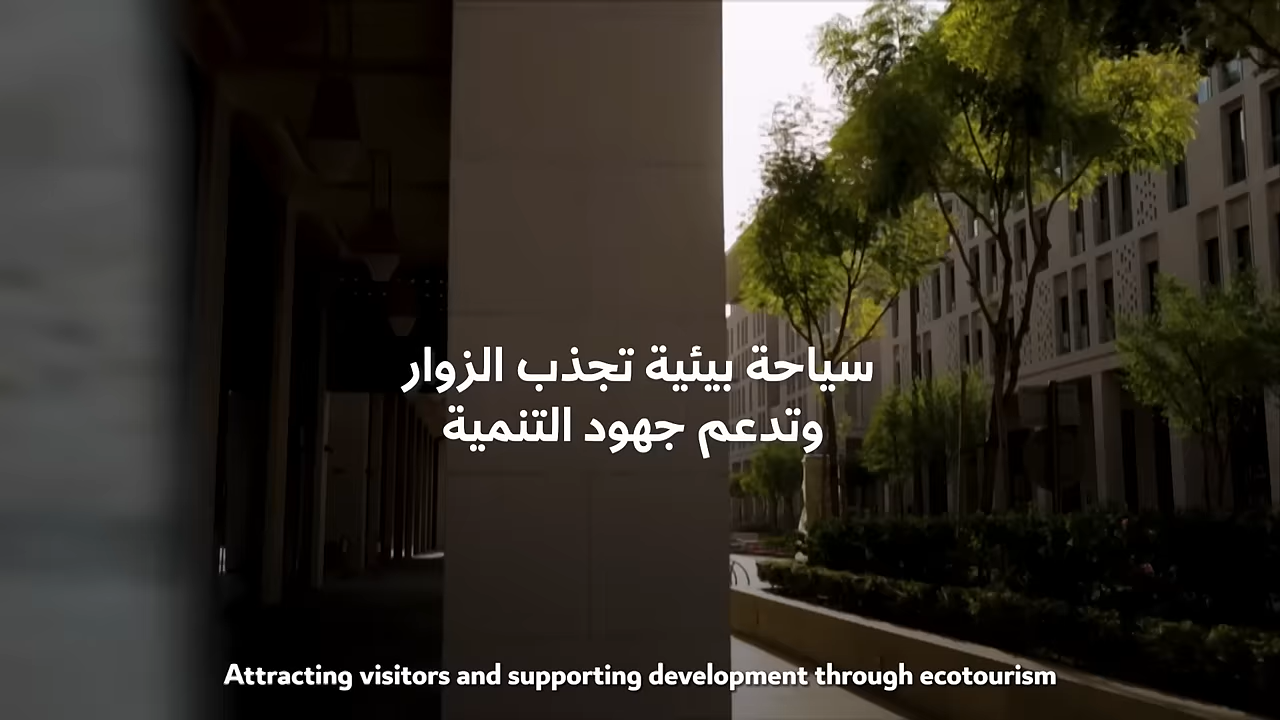 سياحة بيئية تجذب الزوار
وتدعم جهود التنمية
Attracting visitors and supporting development through ecotourism